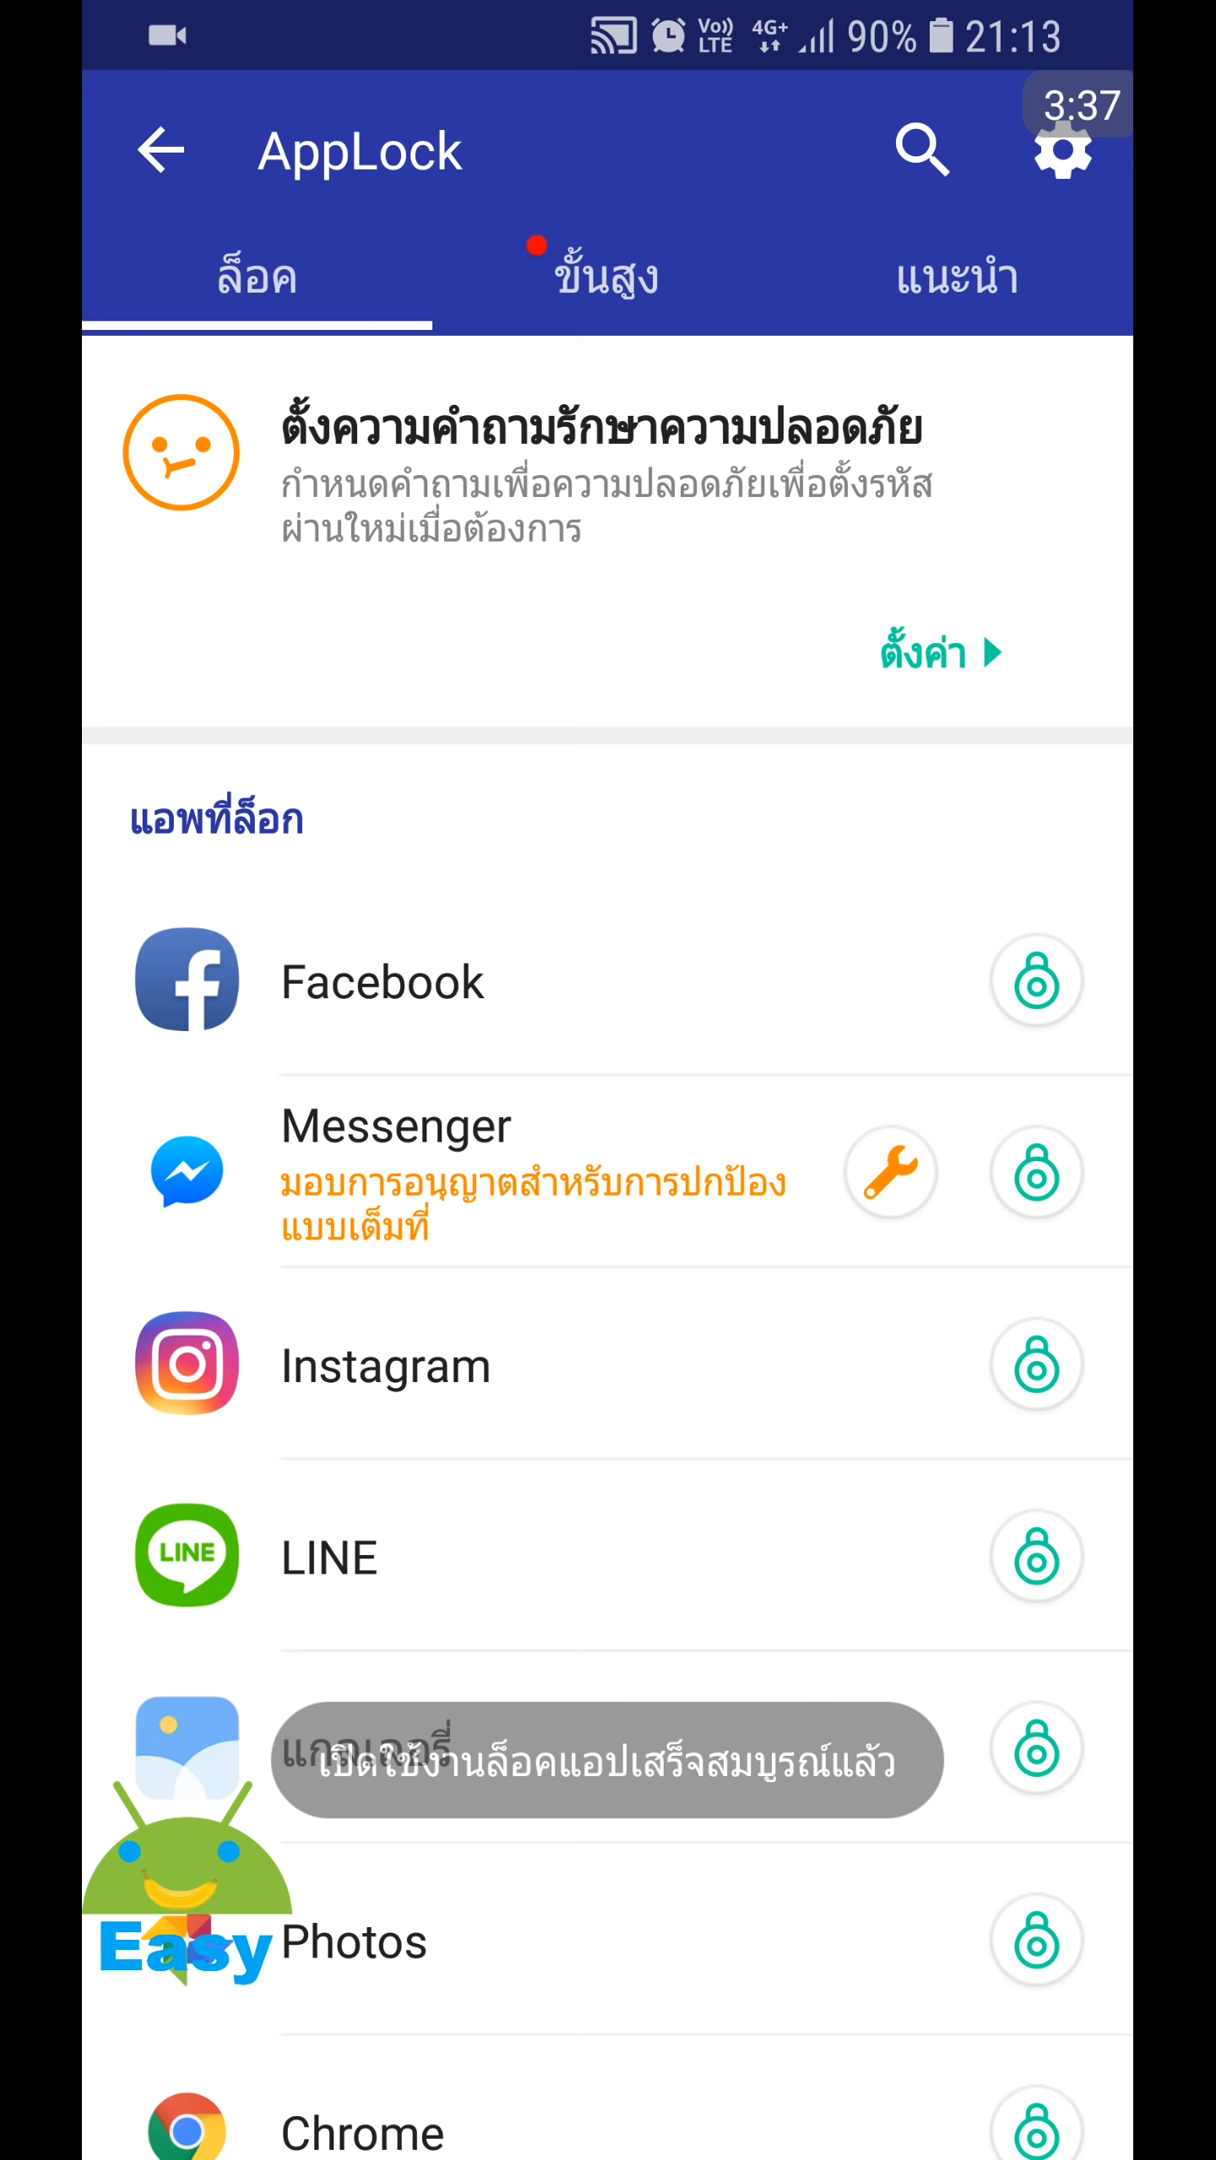 Vo)) LTE 4G+ 90% 21:13
3:37
AppLock
ล็อค
ขั้นสูง
แนะนำ
ตั้งความคำถามรักษาความปลอดภัย
กำหนดคำถามเพื่อความปลอดภัยเพื่อตั้งรหัส
ผ่านใหม่เมื่อต้องการ
ตั้งค่า
แอพที่ล็อก
Facebook
Messenger
มอบการอนุญาตสำหรับการปกป้อง
แบบเต็มที่
Instagram
LINE
LINE
แกลเลอรี่
เปิดใช้งานล็อคแอปเสร็จสมบูรณ์แล้ว
Easy
Photos
Chrome